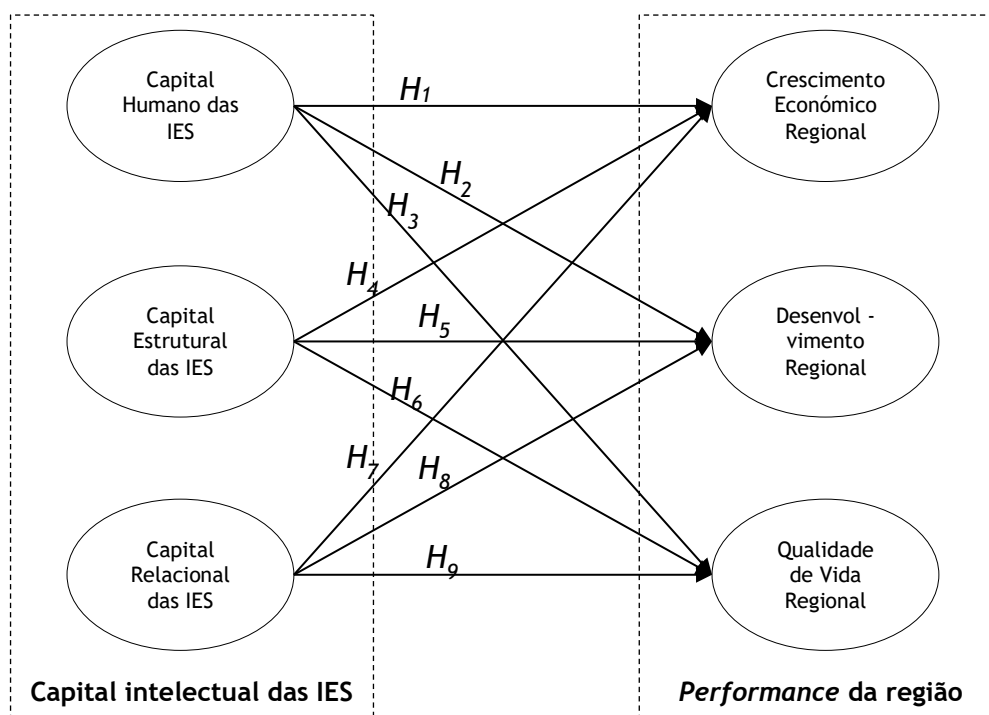 Capital
Humano das
IES
H1
Crescimento
Económico
Regional
H2
H3
H4
Capital
Estrutural
das IES
H5
Desenvol -
vimento
Regional
H6
H7
H8
Capital
Relacional
das IES
H9
Qualidade
de Vida
Regional
Capital intelectual das IES
Performance da região